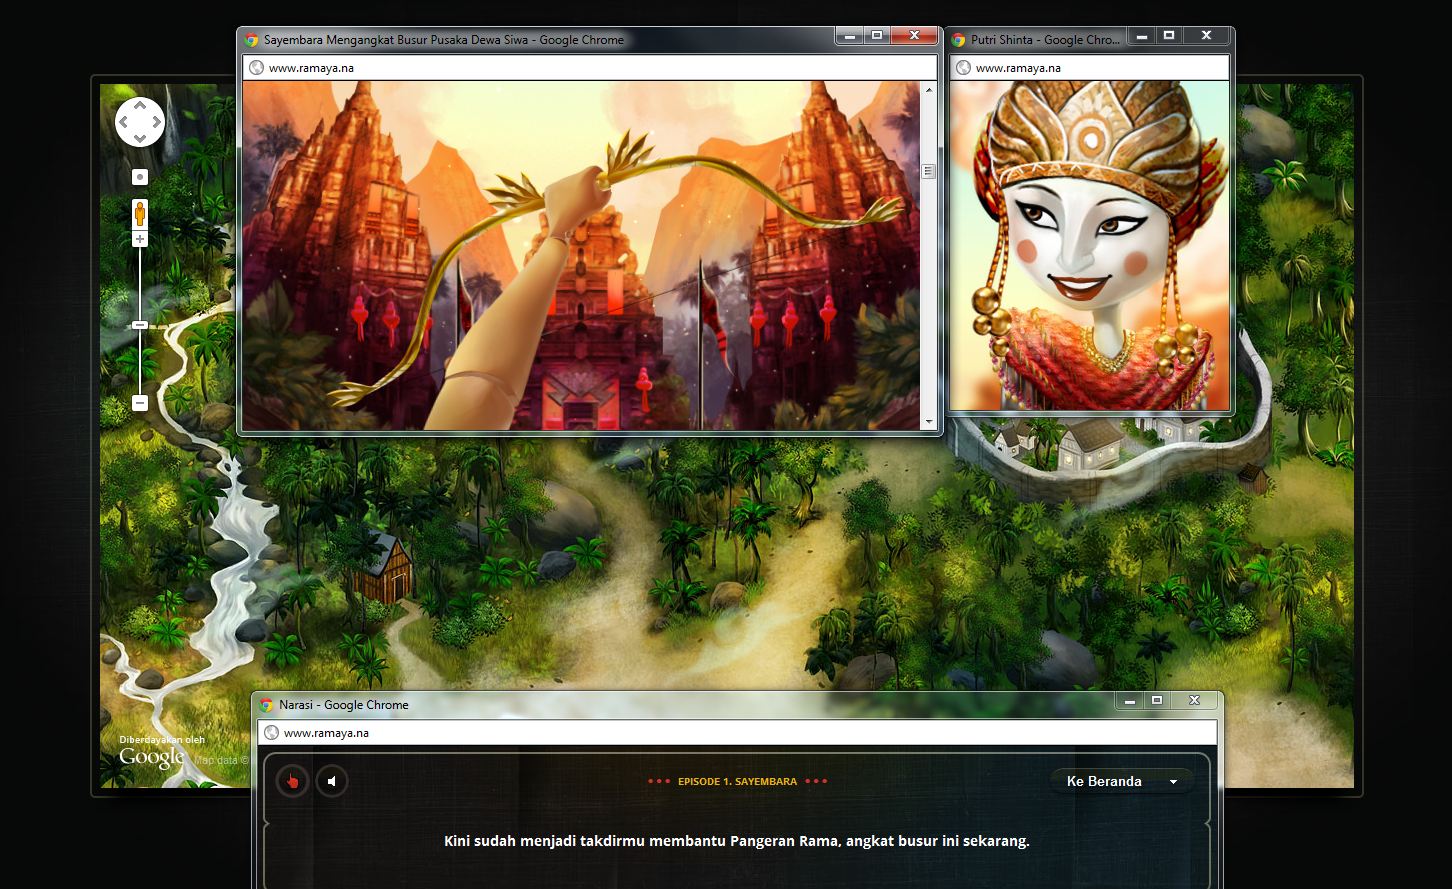 Sayembara Mengangkat Busur Pusaka Dewa Siwa - Google Chrome
www.ramaya.na
Putri Shinta - Google Chro...
www.ramaya.na
Diberdayakan oleh
Google
Map data ©
Narasi - Google Chrome
www.ramaya.na
EPISODE 1. SAYEMBARA
Ke Beranda
Kini sudah menjadi takdirmu membantu Pangeran Rama, angkat busur ini sekarang.